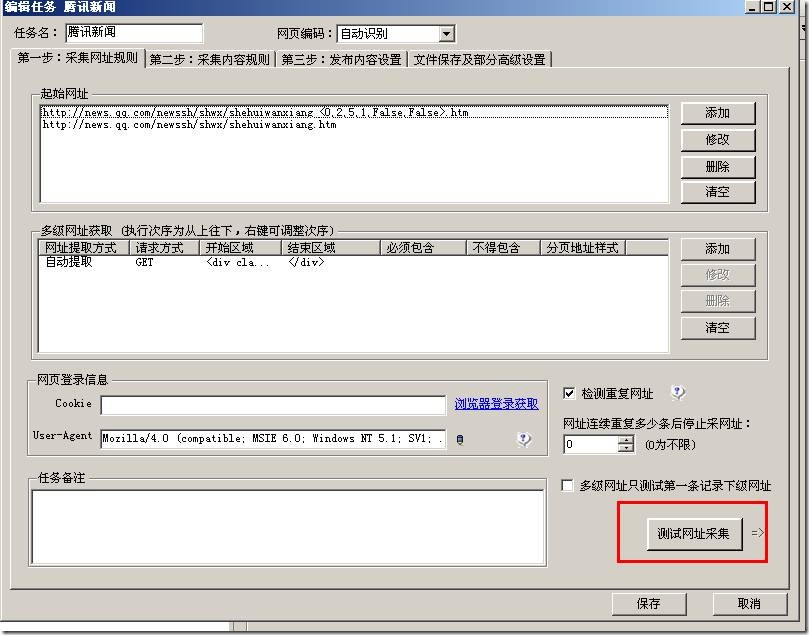 编辑任务 腾讯新闻
任务名： 腾讯新闻 网页编码： 自动识别
第一步：采集网址规则 第二步：采集内容规则 第三步：发布内容设置 文件保存及部分高级设置
起始网址
http://news.qq.com/newssh/shwx/shehuiwanxiang_<0,2,5,1,False,False>.htm
http://news.qq.com/newssh/shwx/shehuiwanxiang.htm
添加
修改
删除
清空
多级网址获取（执行次序为从上往下，右键可调整次序）
网址提取方式 请求方式 开始区域 结束区域 必须包含 不得包含 分页地址样式
自动提取 GET <div cla... </div>
添加
修改
删除
清空
网页登录信息
Cookie 浏览器登录获取
User-Agent Mozilla/4.0 (compatible; MSIE 6.0; Windows NT 5.1; SV1; .
检测重复网址
网址连续重复多少条后停止采网址：
0 (0为不限)
任务备注
多级网址只测试第一条记录下级网址
测试网址采集 =>
保存 取消